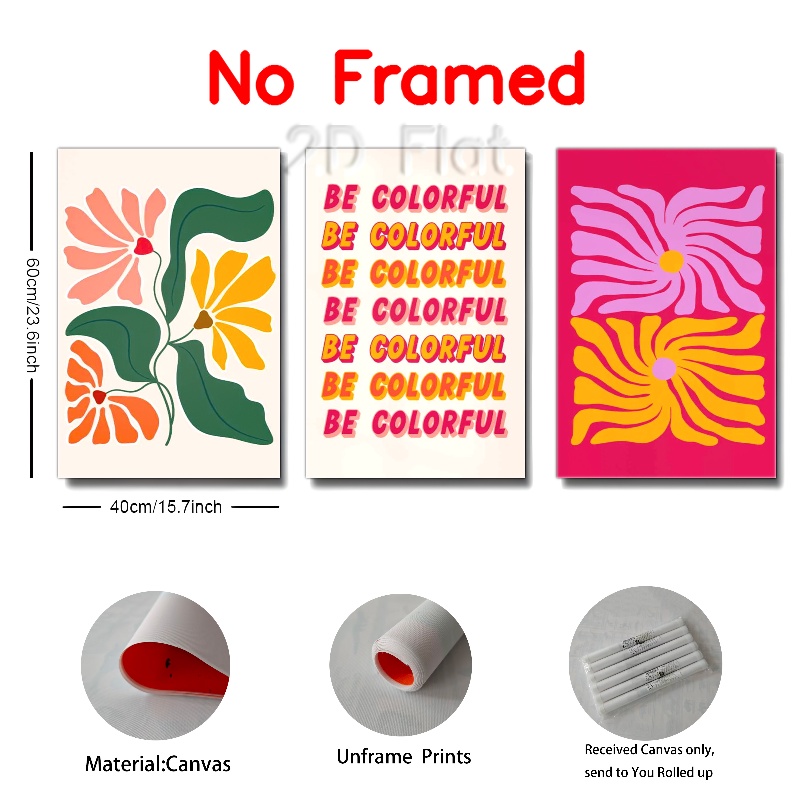 No Framed
2D Flat
BE COLORFUL
BE COLORFUL
BE COLORFUL
BE COLORFUL
BE COLORFUL
BE COLORFUL
BE COLORFUL
60cm/23.6inch
40cm/15.7inch
Material:Canvas
Unframe Prints
Received Canvas only,
send to You Rolled up